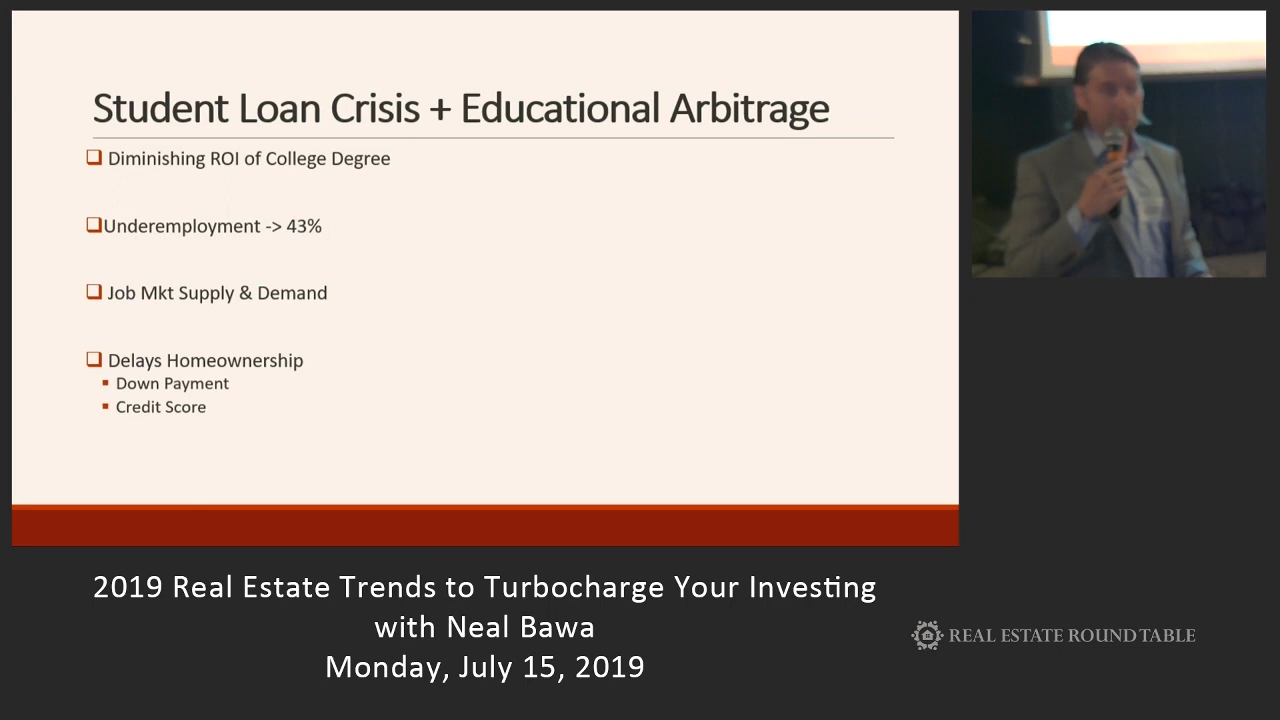 Student Loan Crisis + Educational Arbitrage
Diminishing ROI of College Degree
Underemployment -> 43%
Job Mkt Supply & Demand
Delays Homeownership
Down Payment
Credit Score
2019 Real Estate Trends to Turbocharge Your Investing
with Neal Bawa
Monday, July 15, 2019
REAL ESTATE ROUND TABLE